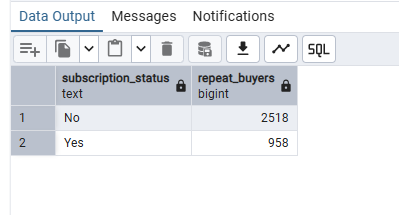 Data Output Messages Notifications
SQL
subscription_status repeat_buyers
text bigint
1 No 2518
2 Yes 958